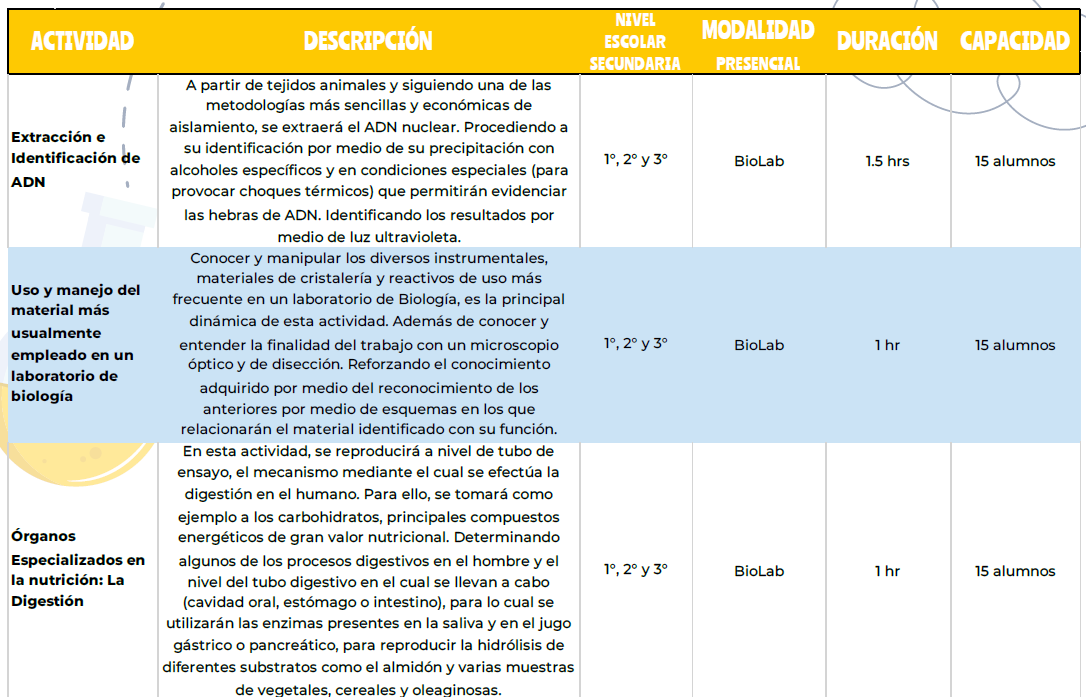 ACTIVIDAD
DESCRIPCIÓN
NIVEL
ESCOLAR
SECUNDARIA
MODALIDAD
PRESENCIAL
DURACIÓN
CAPACIDAD
Extracción e
Identificación de
ADN
A partir de tejidos animales y siguiendo una de las
metodologías más sencillas y económicas de
aislamiento, se extraerá el ADN nuclear. Procediendo a
su identificación por medio de su precipitación con
alcoholes específicos y en condiciones especiales (para
provocar choques térmicos) que permitirán evidenciar
las hebras de ADN. Identificando los resultados por
medio de luz ultravioleta.
1°, 2° y 3°
BioLab
1.5 hrs
15 alumnos
Uso y manejo del
material más
usualmente
empleado en un
laboratorio de
biología
Conocer y manipular los diversos instrumentales,
materiales de cristalería y reactivos de uso más
frecuente en un laboratorio de Biología, es la principal
dinámica de esta actividad. Además de conocer y
entender la finalidad del trabajo con un microscopio
óptico y de disección. Reforzando el conocimiento
adquirido por medio del reconocimiento de los
anteriores por medio de esquemas en los que
relacionarán el material identificado con su función.
1°, 2° y 3°
BioLab
1 hr
15 alumnos
Órganos
Especializados en
la nutrición: La
Digestión
En esta actividad, se reproducirá a nivel de tubo de
ensayo, el mecanismo mediante el cual se efectúa la
digestión en el humano. Para ello, se tomará como
ejemplo a los carbohidratos, principales compuestos
energéticos de gran valor nutricional. Determinando
algunos de los procesos digestivos en el hombre y el
nivel del tubo digestivo en el cual se llevan a cabo
(cavidad oral, estómago o intestino), para lo cual se
utilizarán las enzimas presentes en la saliva y en el jugo
gástrico o pancreático, para reproducir la hidrólisis de
diferentes substratos como el almidón y varias muestras
de vegetales, cereales y oleaginosas.
1°, 2° y 3°
BioLab
1 hr
15 alumnos